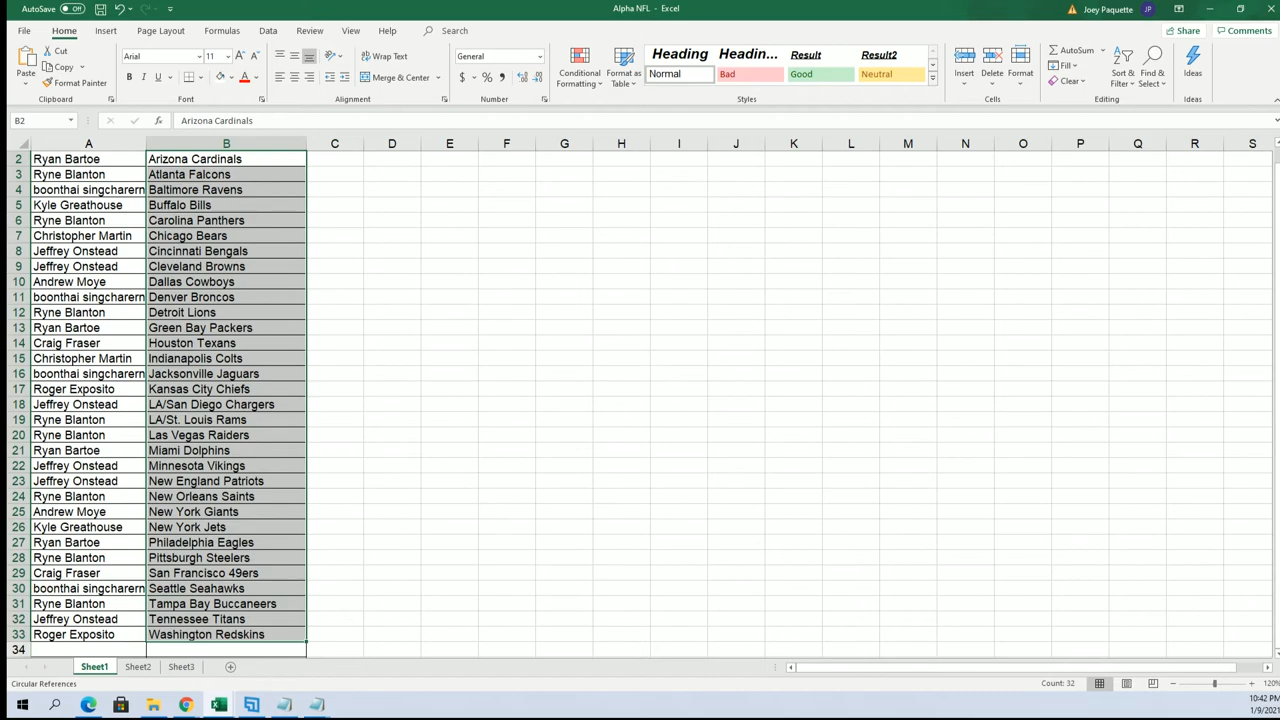 AutoSave Off Alpha NFL - Excel Joey Paquette JP
File Home Insert Page Layout Formulas Data Review View Help Search Share Comments
Cut Arial 11 Wrap Text General Heading Headin... Result Result2 AutoSum
Paste Copy Conditional Format as Insert Delete Format Fill Sort & Find & Ideas
Format Painter B I U Merge & Center $ % Formatting Table Normal Bad Good Neutral Clear Filter Select
Clipboard Font Alignment Number Styles Cells Editing Ideas
B2 fx Arizona Cardinals
A B C D E F G H I J K L M N O P Q R S
2 Ryan Bartoe Arizona Cardinals
3 Ryne Blanton Atlanta Falcons
4 boonthai singcharern Baltimore Ravens
5 Kyle Greathouse Buffalo Bills
6 Ryne Blanton Carolina Panthers
7 Christopher Martin Chicago Bears
8 Jeffrey Onstead Cincinnati Bengals
9 Jeffrey Onstead Cleveland Browns
10 Andrew Moye Dallas Cowboys
11 boonthai singcharern Denver Broncos
12 Ryne Blanton Detroit Lions
13 Ryan Bartoe Green Bay Packers
14 Craig Fraser Houston Texans
15 Christopher Martin Indianapolis Colts
16 boonthai singcharern Jacksonville Jaguars
17 Roger Exposito Kansas City Chiefs
18 Jeffrey Onstead LA/San Diego Chargers
19 Ryne Blanton LA/St. Louis Rams
20 Ryne Blanton Las Vegas Raiders
21 Ryan Bartoe Miami Dolphins
22 Jeffrey Onstead Minnesota Vikings
23 Jeffrey Onstead New England Patriots
24 Ryne Blanton New Orleans Saints
25 Andrew Moye New York Giants
26 Kyle Greathouse New York Jets
27 Ryan Bartoe Philadelphia Eagles
28 Ryne Blanton Pittsburgh Steelers
29 Craig Fraser San Francisco 49ers
30 boonthai singcharern Seattle Seahawks
31 Ryne Blanton Tampa Bay Buccaneers
32 Jeffrey Onstead Tennessee Titans
33 Roger Exposito Washington Redskins
34
Sheet1 Sheet2 Sheet3
Circular References Count: 32 120%
10:42 PM
1/9/2021